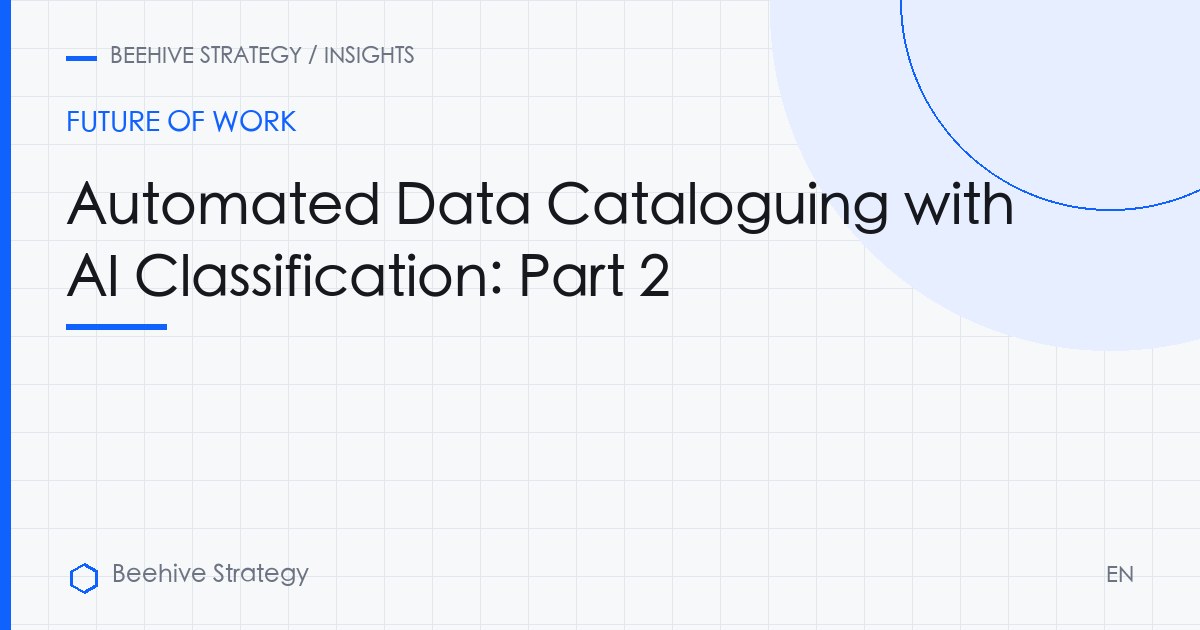 BEEHIVE STRATEGY / INSIGHTS
FUTURE OF WORK
Automated Data Cataloguing with
AI Classification: Part 2
Beehive Strategy
EN